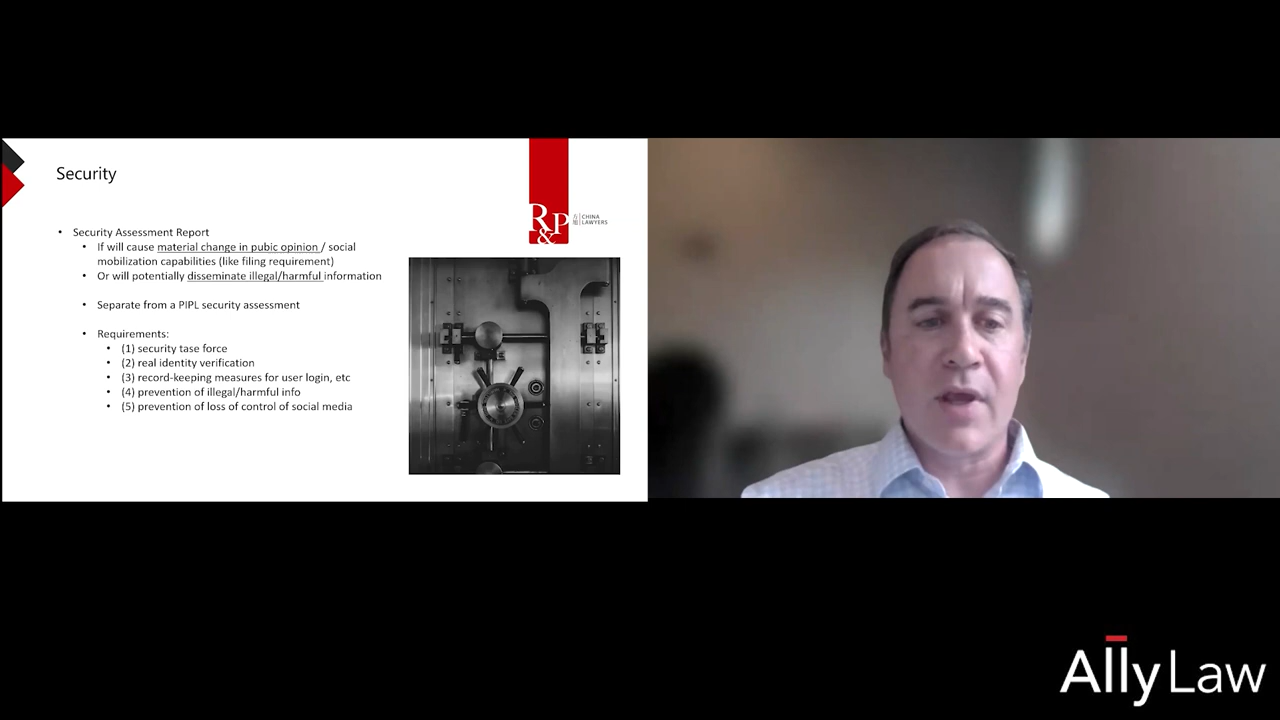 Security
R&P
CHINA
LAWYERS
• Security Assessment Report
• If will cause material change in pubic opinion / social
mobilization capabilities (like filing requirement)
• Or will potentially disseminate illegal/harmful information
• Separate from a PIPL security assessment
• Requirements:
• (1) security tase force
• (2) real identity verification
• (3) record-keeping measures for user login, etc
• (4) prevention of illegal/harmful info
• (5) prevention of loss of control of social media
Ally Law